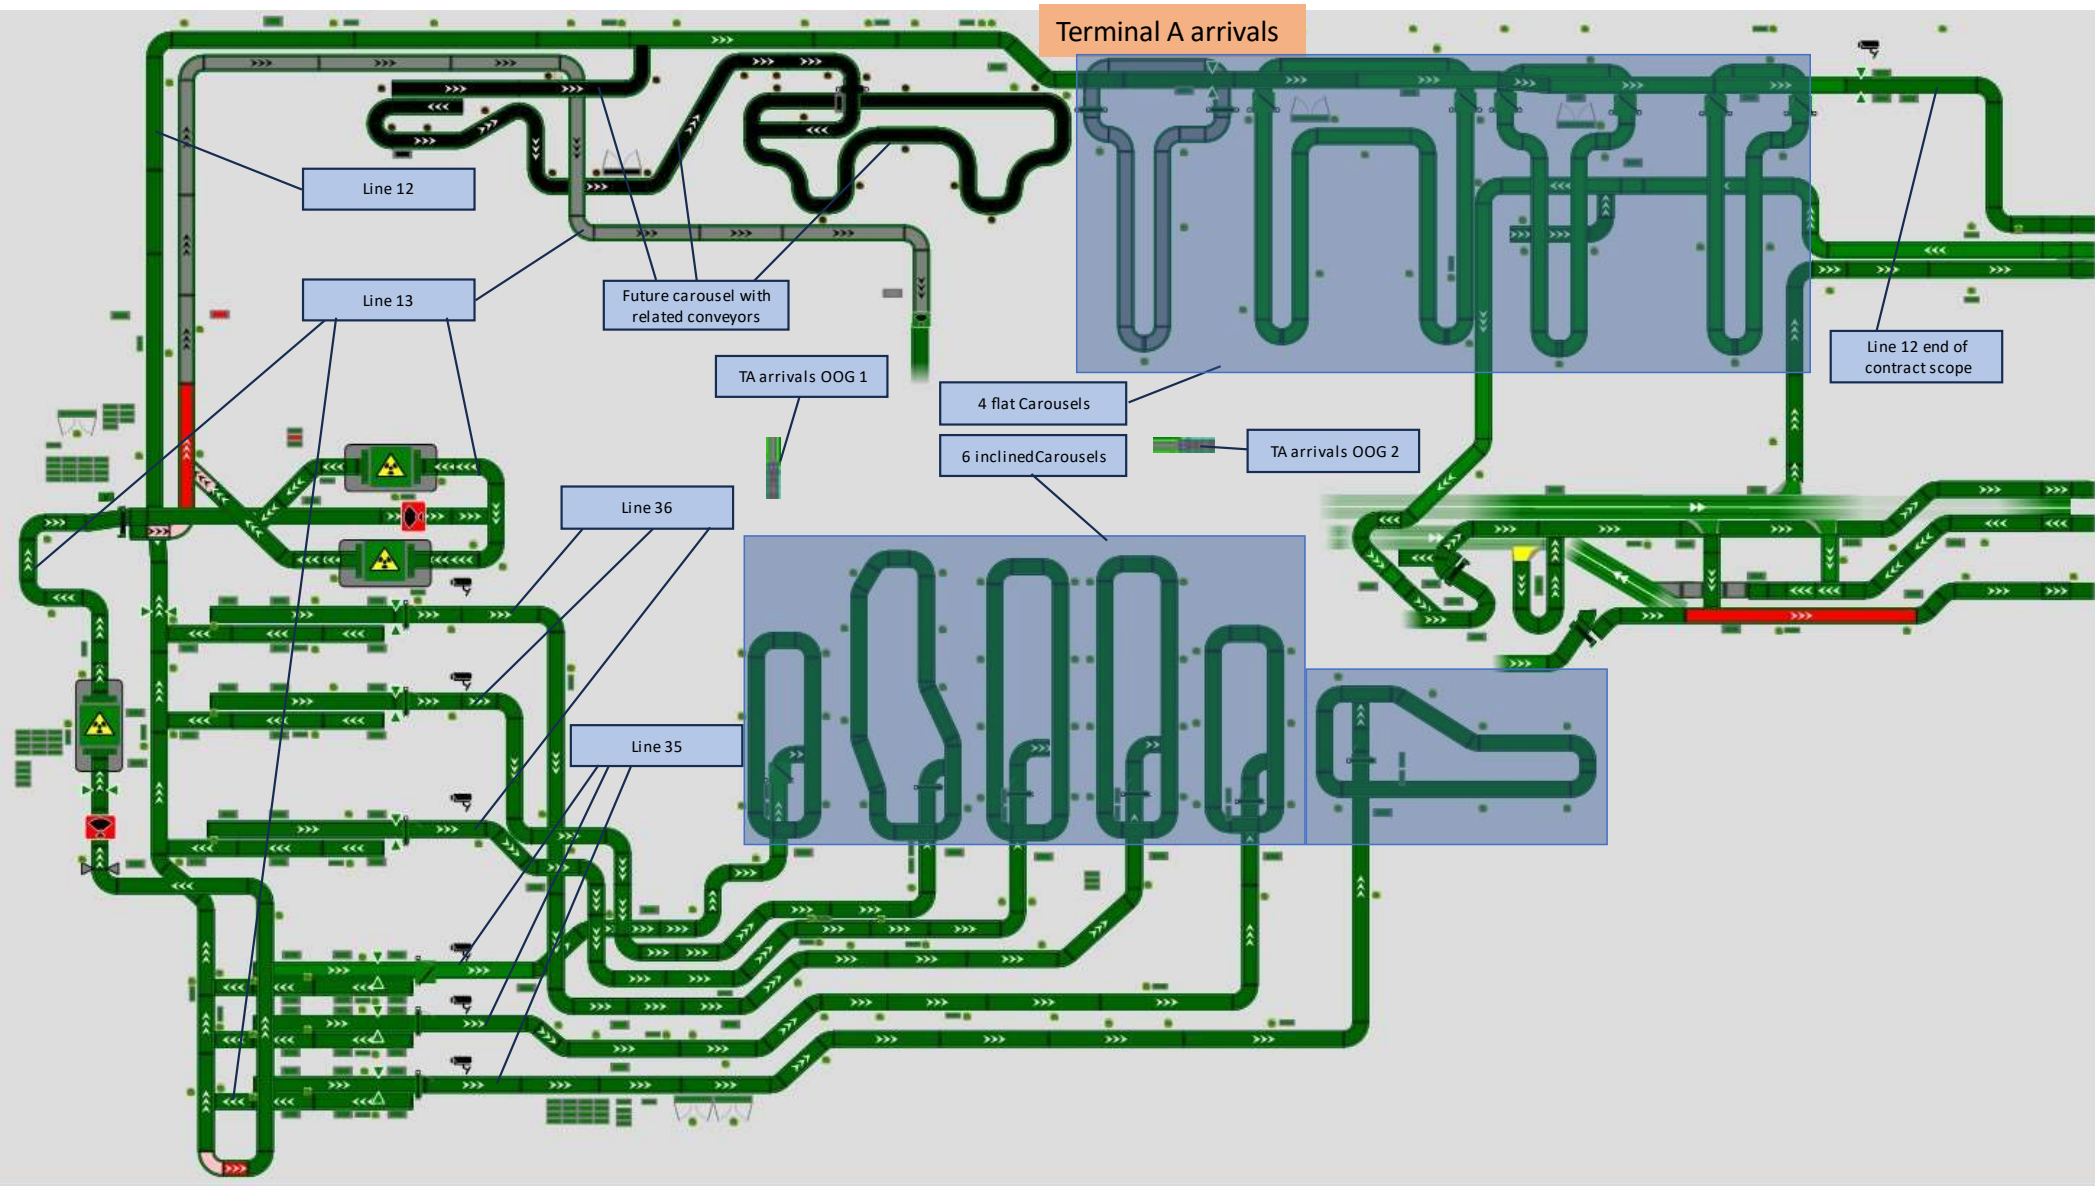 Terminal A arrivals
Line 12
Line 13
Future carousel with
related conveyors
TA arrivals OOG 1
4 flat Carousels
6 inclinedCarousels
TA arrivals OOG 2
Line 12 end of
contract scope
Line 36
Line 35